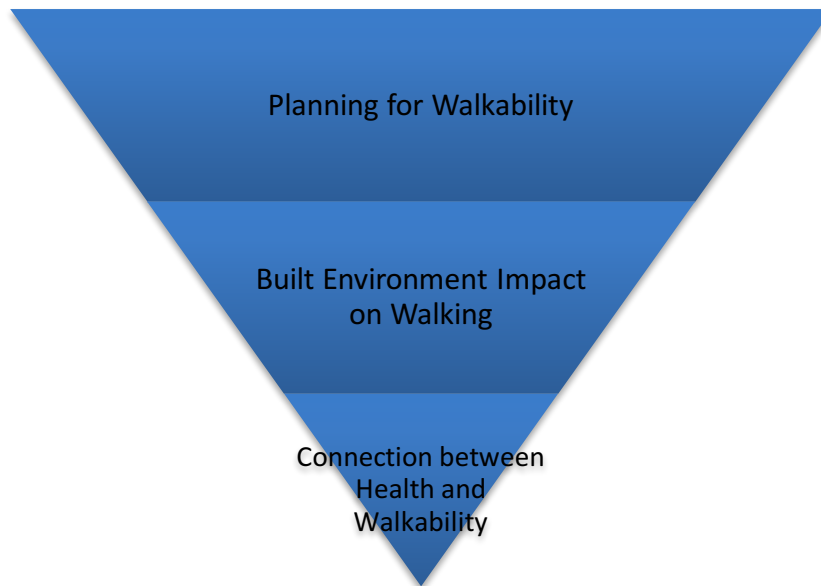 Planning for Walkability
Built Environment Impact
on Walking
Connection between
Health and
Walkability